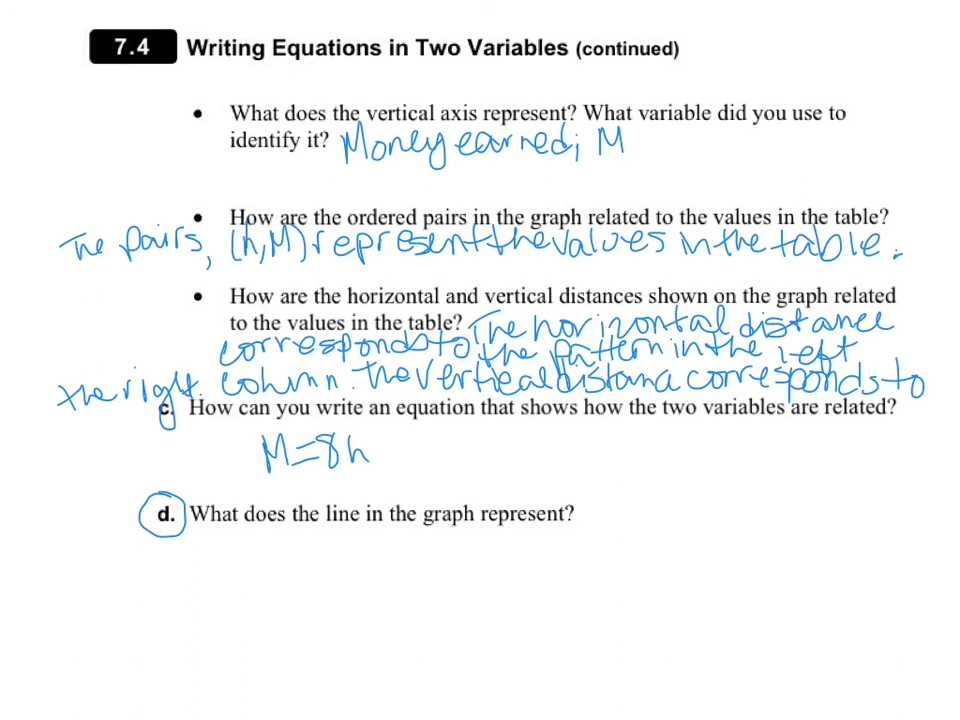 7.4 Writing Equations in Two Variables (continued)
• What does the vertical axis represent? What variable did you use to
identify it? Money earned; M
• How are the ordered pairs in the graph related to the values in the table?
The pairs, (h,M) represent the values in the table.
• How are the horizontal and vertical distances shown on the graph related
to the values in the table? The horizontal distance
corresponds to the pattern in the left
the right. column. The vertical distana corresponds to
c. How can you write an equation that shows how the two variables are related?
M=8h
d. What does the line in the graph represent?